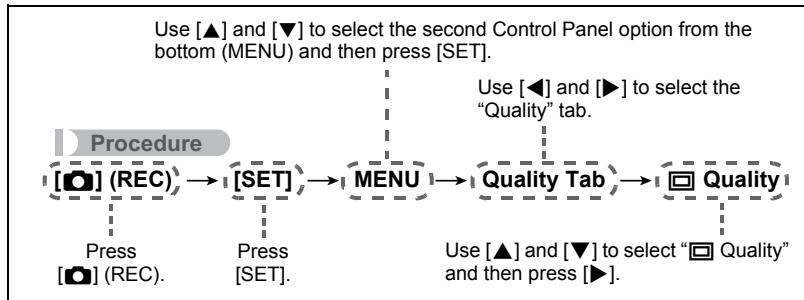 Use [▲] and [▼] to select the second Control Panel option from the
bottom (MENU) and then press [SET].
Use [◀] and [▶] to select the
“Quality” tab.
Procedure
[📷] (REC) → [SET] → MENU → Quality Tab → Quality
Press
[📷] (REC).
Press
[SET].
Use [▲] and [▼] to select “ Quality”
and then press [▶].